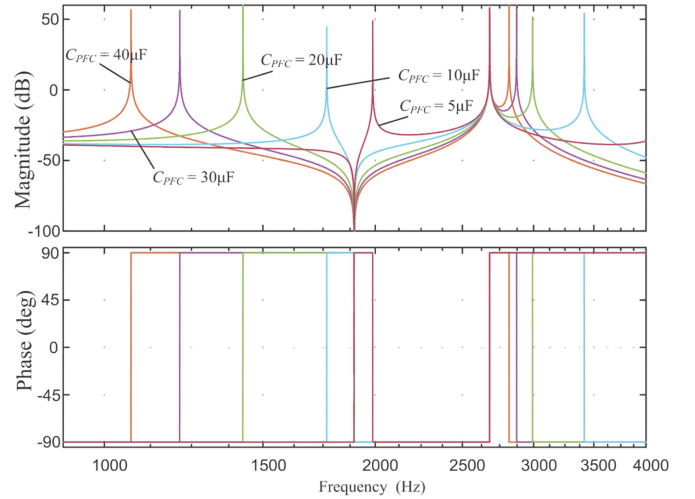 50
C_PFC = 40μF
C_PFC = 20μF
0
C_PFC = 10μF
C_PFC = 5μF
-50
C_PFC = 30μF
-100
Magnitude (dB)
90
45
0
-45
-90
Phase (deg)
1000
1500
2000
2500
3000
3500
4000
Frequency (Hz)